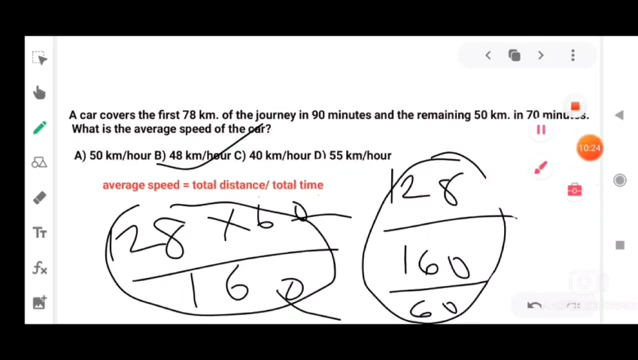 A car covers the first 78 km. of the journey in 90 minutes and the remaining 50 km. in 70 minutes.
What is the average speed of the car?
A) 50 km/hour B) 48 km/hour C) 40 km/hour D) 55 km/hour
average speed = total distance/ total time
128 × 60
160
128
160
60
10:24
Tт
fx